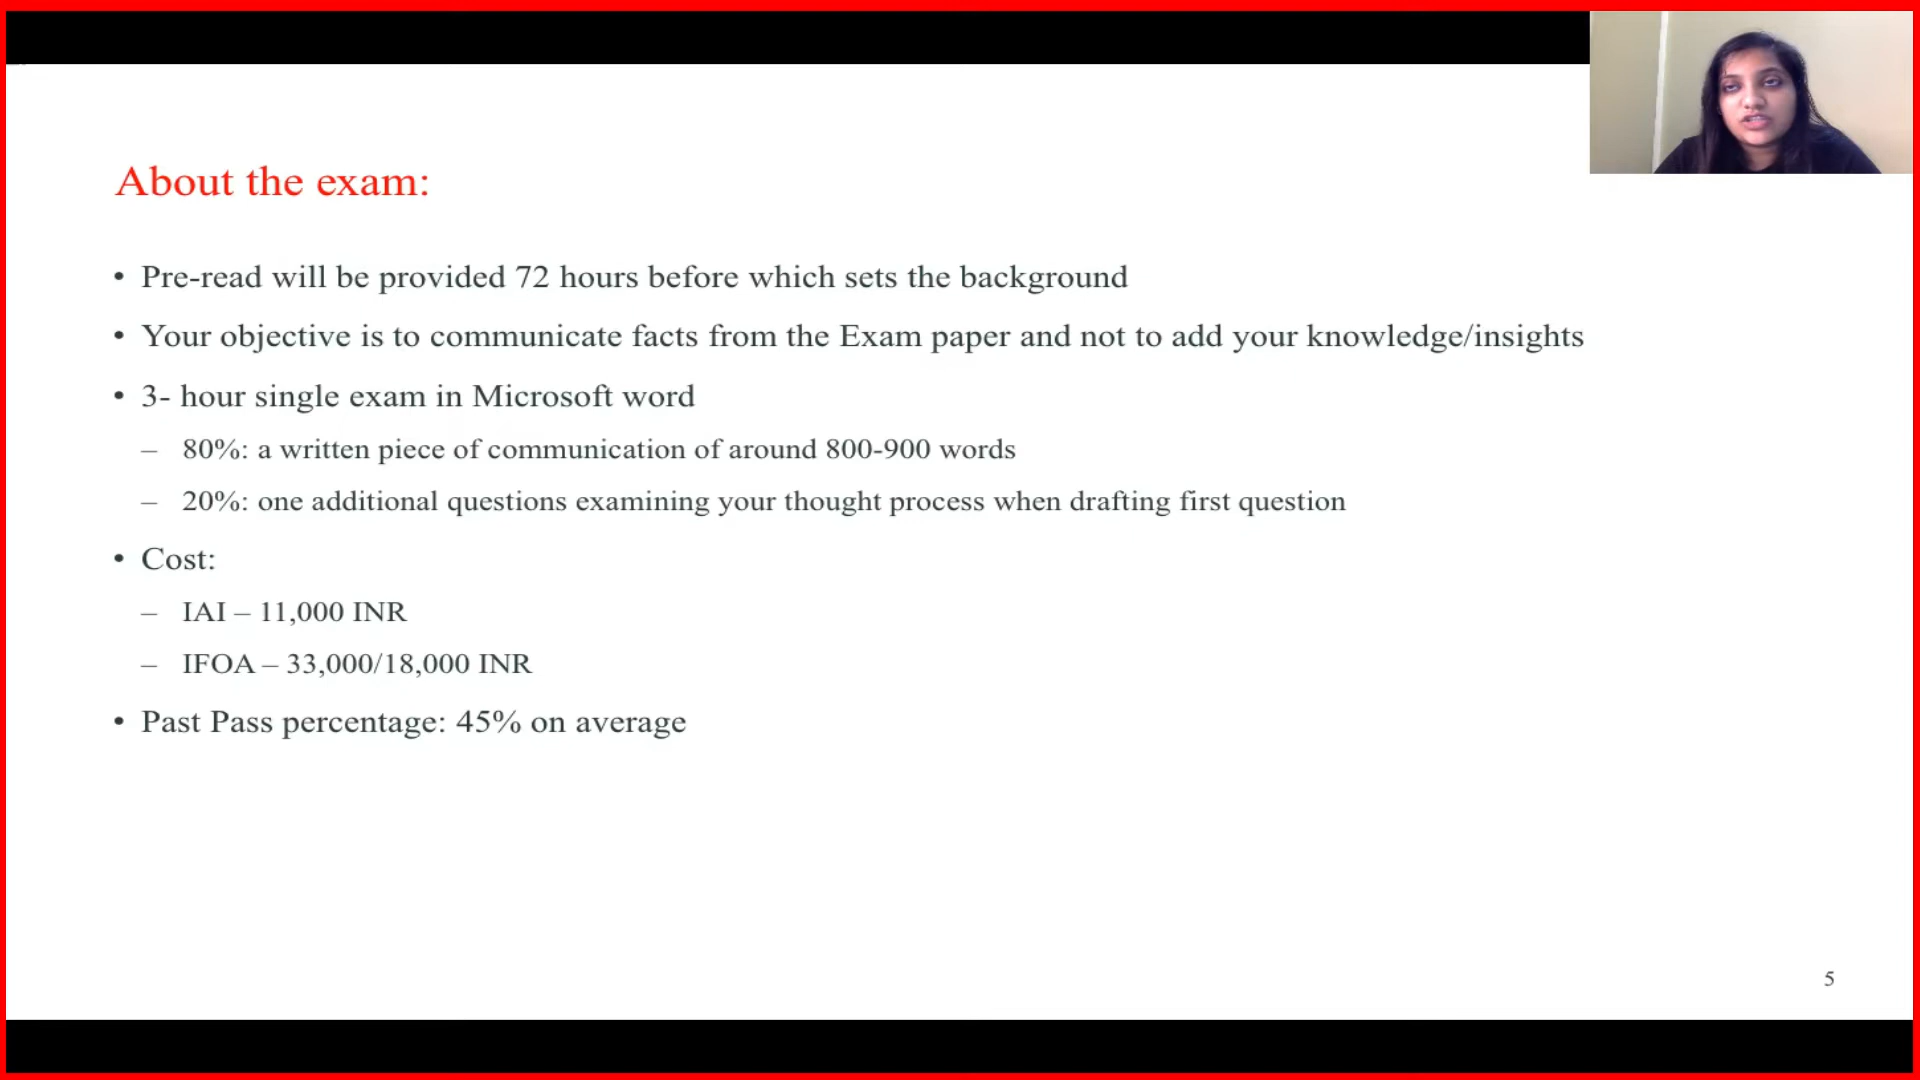 About the exam:
• Pre-read will be provided 72 hours before which sets the background
• Your objective is to communicate facts from the Exam paper and not to add your knowledge/insights
• 3- hour single exam in Microsoft word
– 80%: a written piece of communication of around 800-900 words
– 20%: one additional questions examining your thought process when drafting first question
• Cost:
– IAI – 11,000 INR
– IFOA – 33,000/18,000 INR
• Past Pass percentage: 45% on average
5